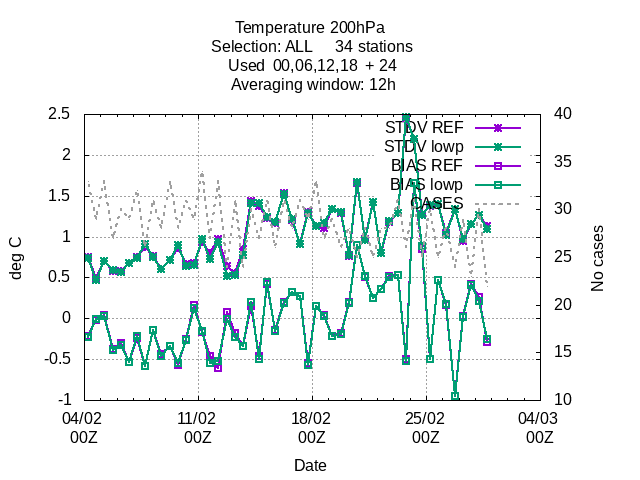 Temperature 200hPa
Selection: ALL 34 stations
Used 00,06,12,18 + 24
Averaging window: 12h
2.5
2
1.5
1
0.5
0
-0.5
-1
deg C
STDV REF
STDV lowp
BIAS REF
BIAS lowp
CASES
40
35
30
25
20
15
10
No cases
04/02 11/02 18/02 25/02 04/03
00Z 00Z 00Z 00Z 00Z
Date